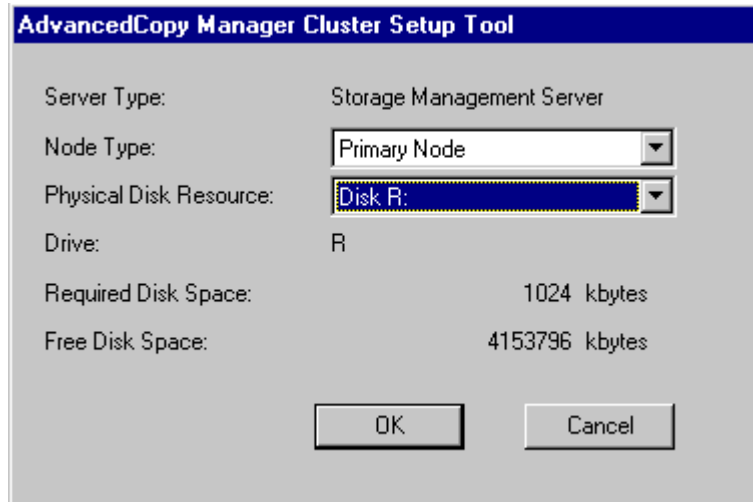 AdvancedCopy Manager Cluster Setup Tool
Server Type: Storage Management Server
Node Type: Primary Node
Physical Disk Resource: Disk R:
Drive: R
Required Disk Space: 1024 kbytes
Free Disk Space: 4153796 kbytes
OK Cancel